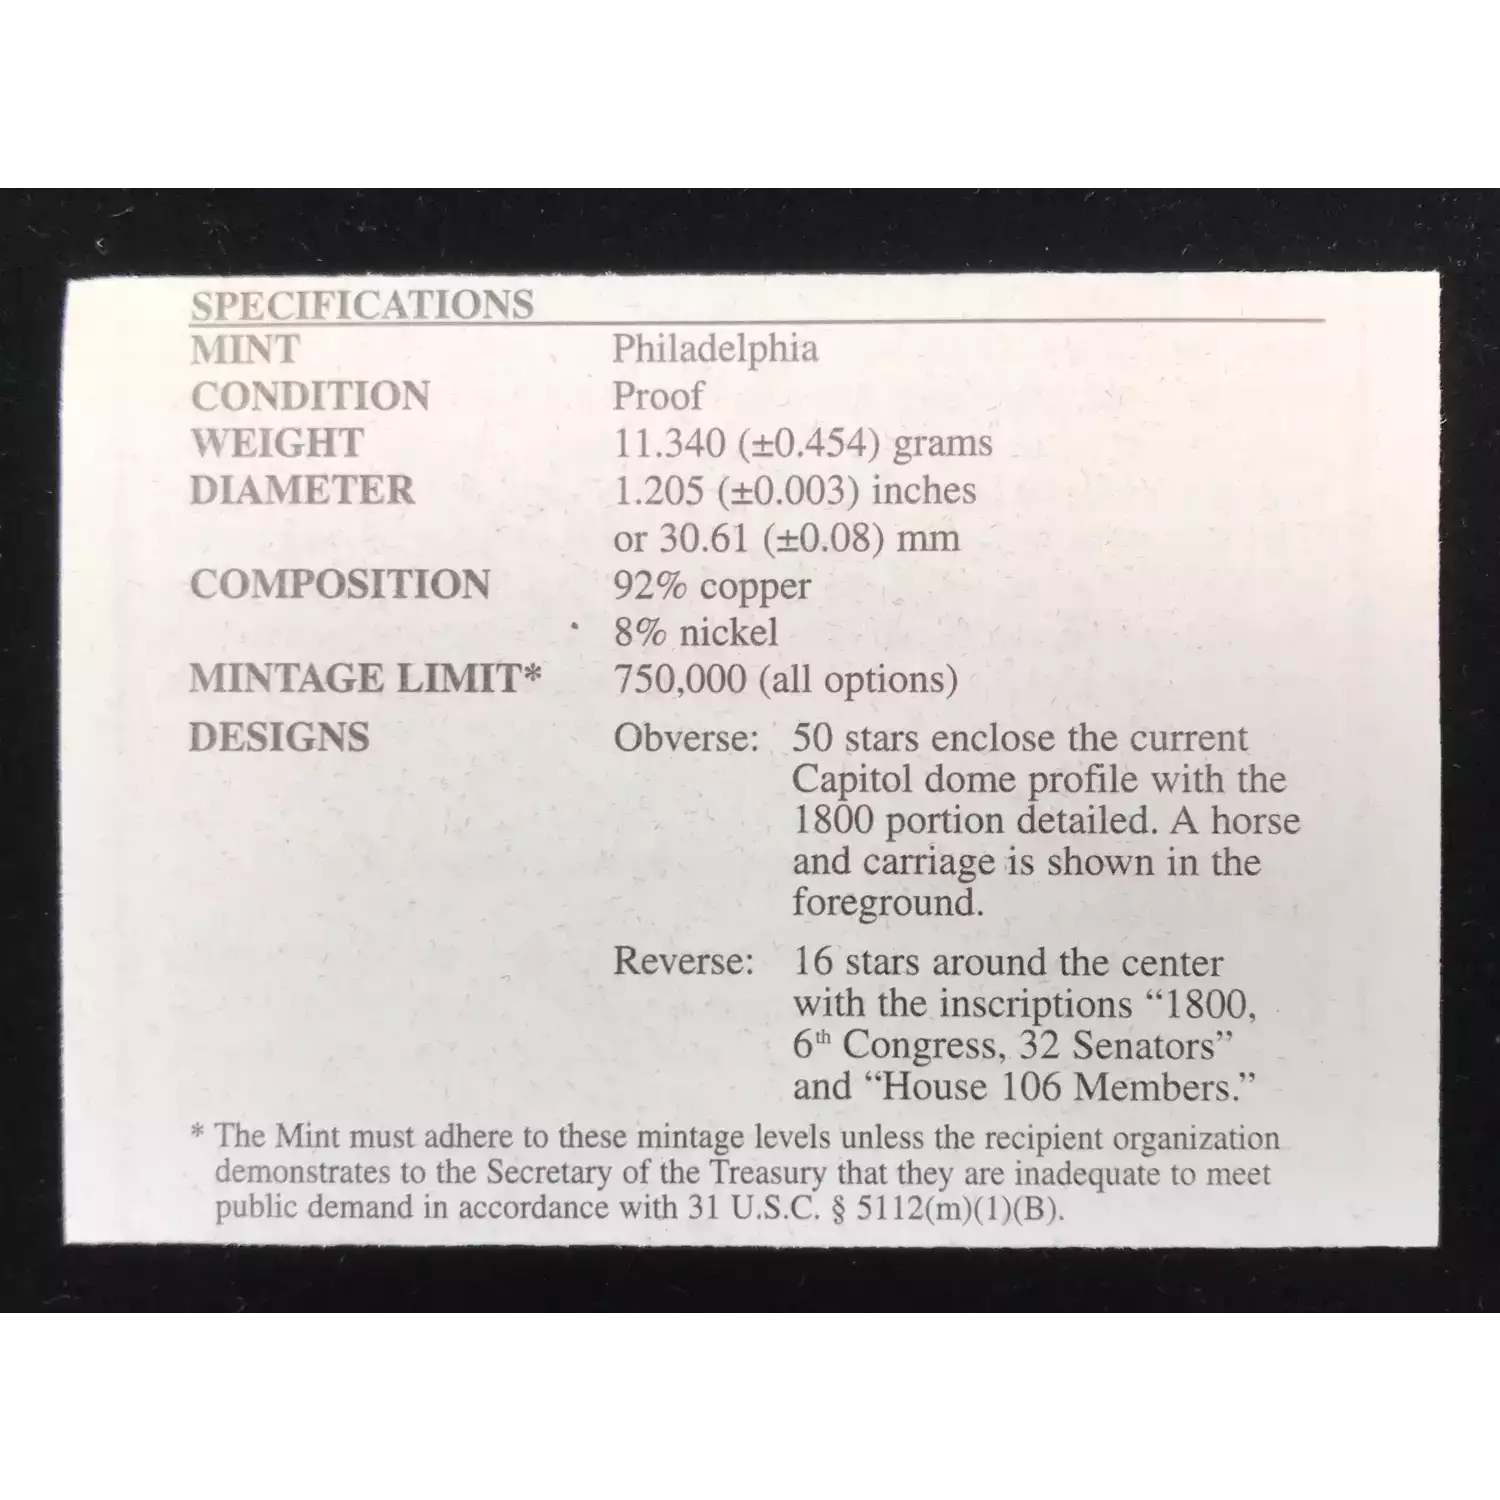 SPECIFICATIONS
MINT Philadelphia
CONDITION Proof
WEIGHT 11.340 (±0.454) grams
DIAMETER 1.205 (±0.003) inches
or 30.61 (±0.08) mm
COMPOSITION 92% copper
8% nickel
MINTAGE LIMIT* 750,000 (all options)
DESIGNS Obverse: 50 stars enclose the current
Capitol dome profile with the
1800 portion detailed. A horse
and carriage is shown in the
foreground.
Reverse: 16 stars around the center
with the inscriptions “1800,
6th Congress, 32 Senators”
and “House 106 Members.”
* The Mint must adhere to these mintage levels unless the recipient organization
demonstrates to the Secretary of the Treasury that they are inadequate to meet
public demand in accordance with 31 U.S.C. § 5112(m)(1)(B).